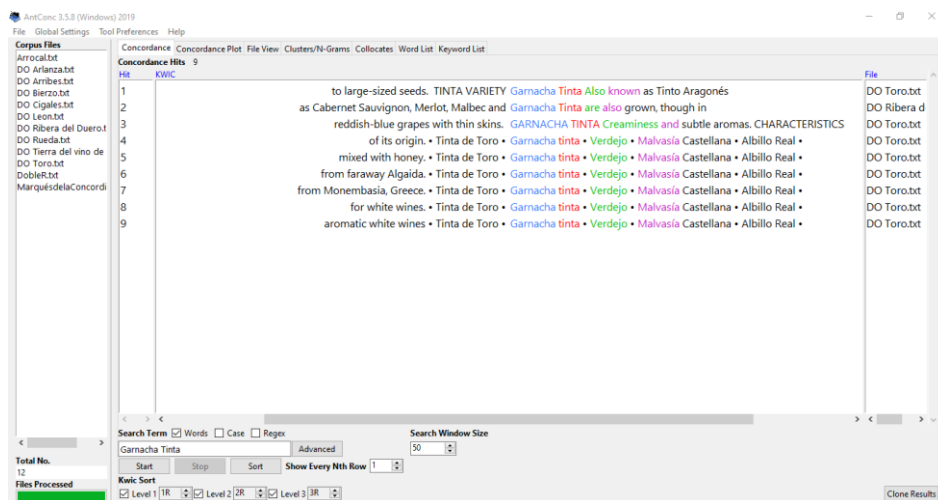 AntConc 3.5.8 (Windows) 2019
File Global Settings Tool Preferences Help
Corpus Files
Arrocal.txt
DO Arlanza.txt
DO Arribes.txt
DO Bierzo.txt
DO Cigales.txt
DO Leon.txt
DO Ribera del Duero.t
DO Rueda.txt
DO Tierra del vino de
DO Toro.txt
DobleR.txt
MarquésdelaConcordi
Concordance Concordance Plot File View Clusters/N-Grams Collocates Word List Keyword List
Concordance Hits 9
Hit KWIC File
1 to large-sized seeds. TINTA VARIETY Garnacha Tinta Also known as Tinto Aragonés DO Toro.txt
2 as Cabernet Sauvignon, Merlot, Malbec and Garnacha Tinta are also grown, though in DO Ribera d
3 reddish-blue grapes with thin skins. GARNACHA TINTA Creaminess and subtle aromas. CHARACTERISTICS DO Toro.txt
4 of its origin. • Tinta de Toro • Garnacha tinta • Verdejo • Malvasía Castellana • Albillo Real • DO Toro.txt
5 mixed with honey. • Tinta de Toro • Garnacha tinta • Verdejo • Malvasía Castellana • Albillo Real • DO Toro.txt
6 from faraway Algaida. • Tinta de Toro • Garnacha tinta • Verdejo • Malvasía Castellana • Albillo Real • DO Toro.txt
7 from Monembasia, Greece. • Tinta de Toro • Garnacha tinta • Verdejo • Malvasía Castellana • Albillo Real • DO Toro.txt
8 for white wines. • Tinta de Toro • Garnacha tinta • Verdejo • Malvasía Castellana • Albillo Real • DO Toro.txt
9 aromatic white wines • Tinta de Toro • Garnacha tinta • Verdejo • Malvasía Castellana • Albillo Real • DO Toro.txt
Search Term Words Case Regex Search Window Size
Garnacha Tinta Advanced 50
Start Stop Sort Show Every Nth Row 1
Kwic Sort
Level 1 1R Level 2 2R Level 3 3R Clone Results
Total No.
12
Files Processed